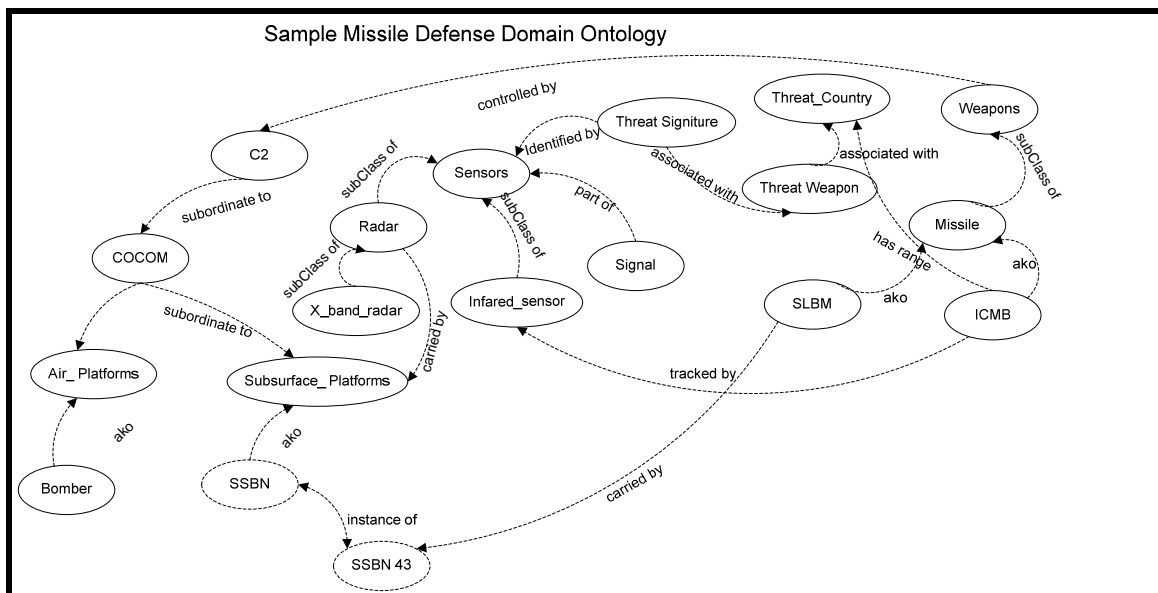 Sample Missile Defense Domain Ontology
controlled by
Threat_Country
Weapons
Threat Signiture
C2
Identified by
associated with
subClass of
subClass of
Sensors
associated with
Threat Weapon
subordinate to
part of
subClass of
Radar
Missile
COCOM
subClass of
has range
Signal
ako
X_band_radar
Infared_sensor
SLBM
ako
ICMB
subordinate to
carried by
Air_ Platforms
Subsurface_ Platforms
tracked by
ako
ako
Bomber
SSBN
carried by
instance of
SSBN 43